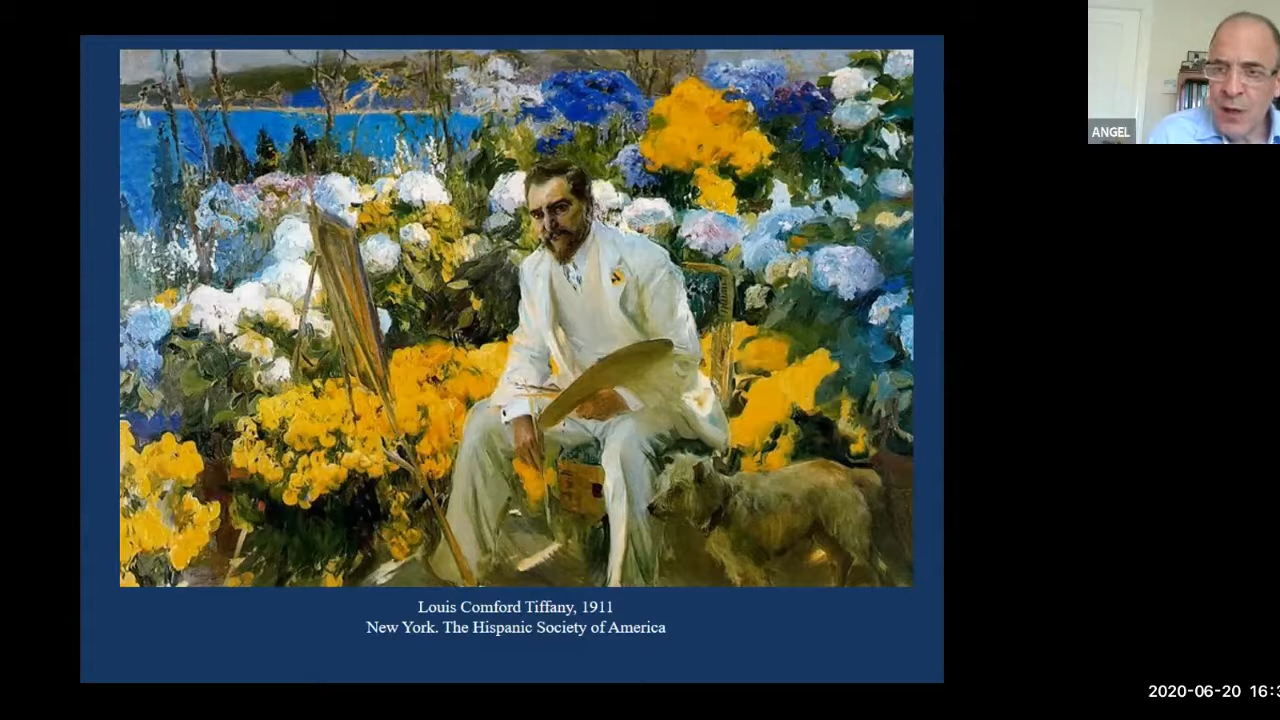 ANGEL
Louis Comford Tiffany, 1911
New York. The Hispanic Society of America
2020-06-20 16:3